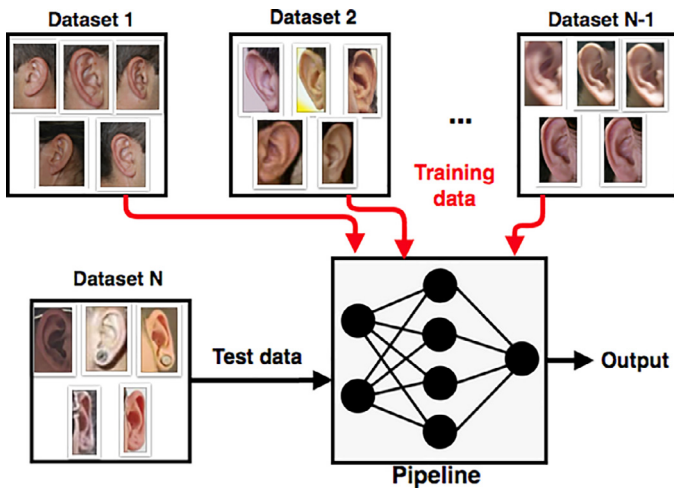 Dataset 1
Dataset 2
Dataset N-1
...
Training
data
Dataset N
Test data
Output
Pipeline